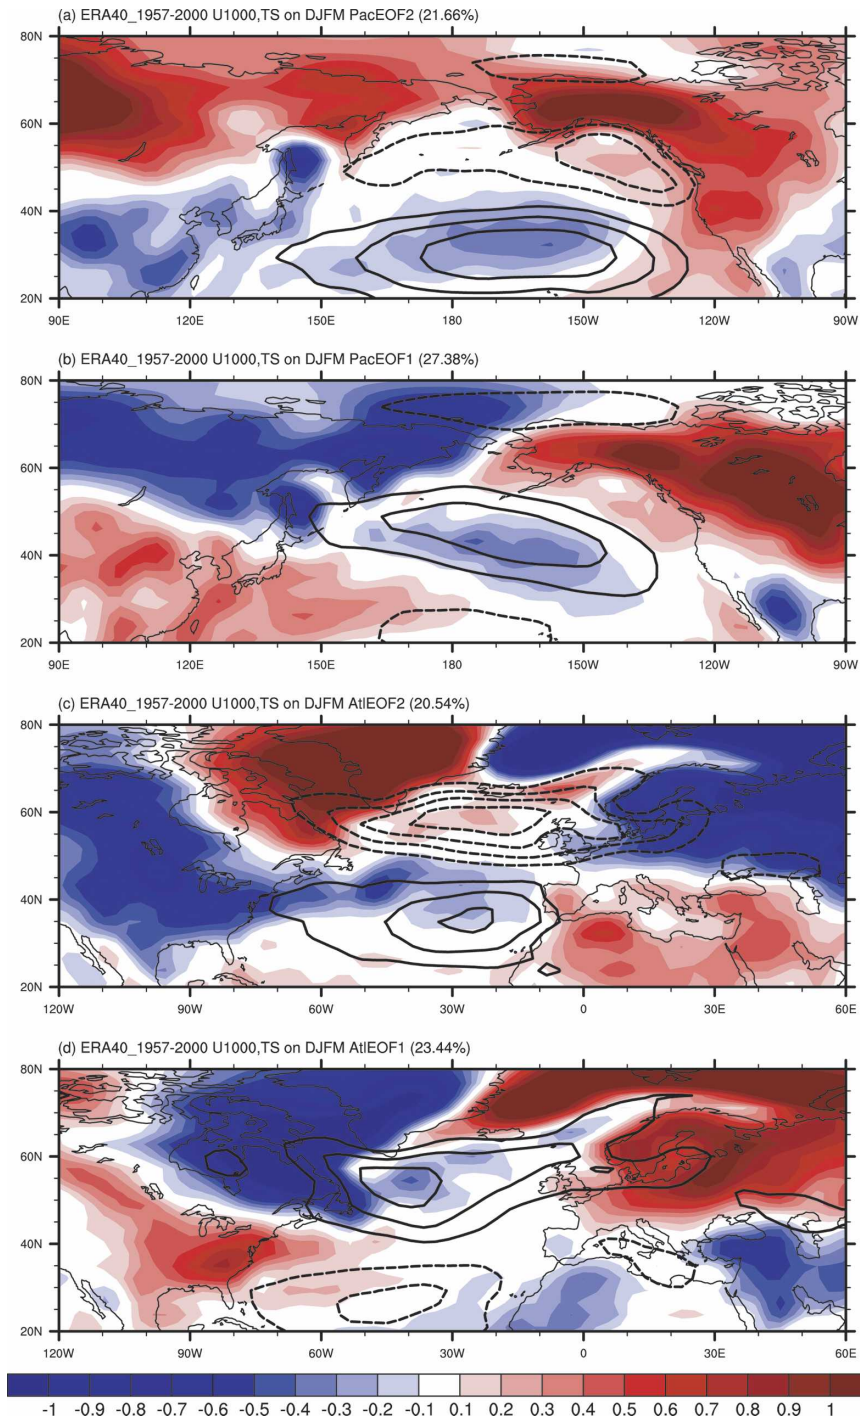 (a) ERA40_1957-2000 U1000,TS on DJFM PacEOF2 (21.66%)
80N
60N
40N
20N
90E 120E 150E 180 150W 120W 90W
(b) ERA40_1957-2000 U1000,TS on DJFM PacEOF1 (27.38%)
80N
60N
40N
20N
90E 120E 150E 180 150W 120W 90W
(c) ERA40_1957-2000 U1000,TS on DJFM AtlEOF2 (20.54%)
80N
60N
40N
20N
120W 90W 60W 30W 0 30E 60E
(d) ERA40_1957-2000 U1000,TS on DJFM AtlEOF1 (23.44%)
80N
60N
40N
20N
120W 90W 60W 30W 0 30E 60E
-1 -0.9 -0.8 -0.7 -0.6 -0.5 -0.4 -0.3 -0.2 -0.1 0.1 0.2 0.3 0.4 0.5 0.6 0.7 0.8 0.9 1